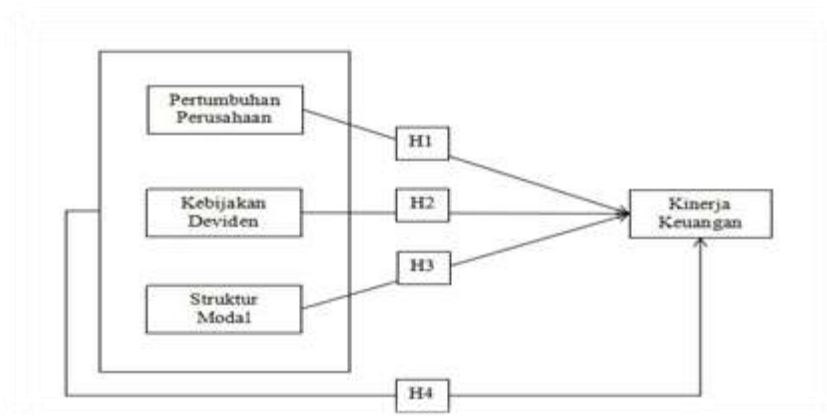 Pertumbuhan
Perusahaan
H1
Kebijakan
Deviden
H2
Kinerja
Keuangan
H3
Struktur
Modal
H4